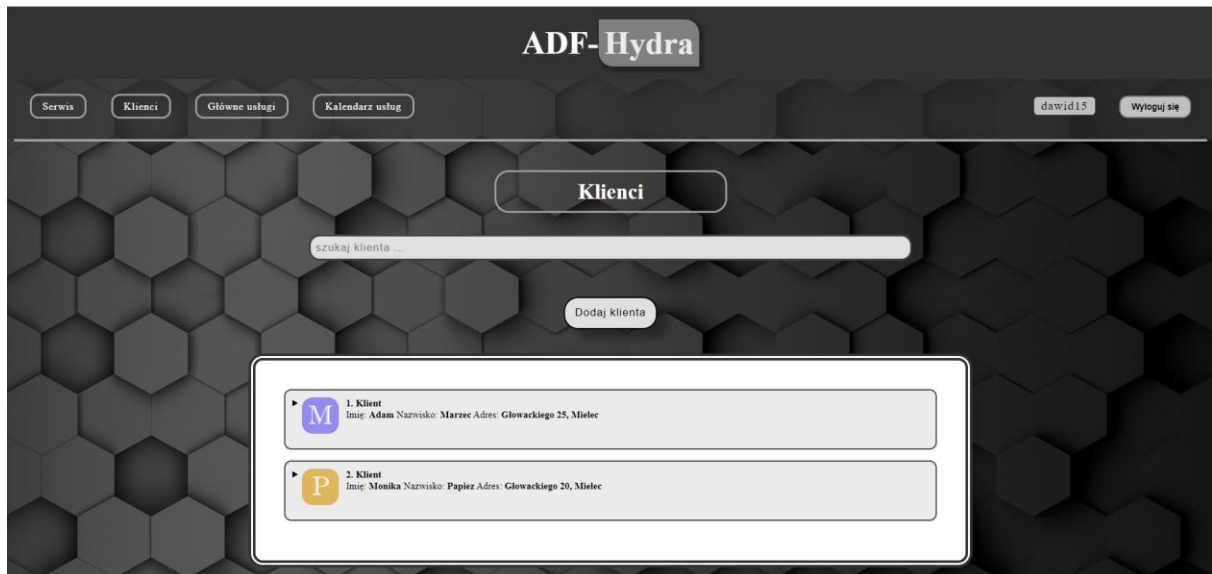 ADF-Hydra
Serwis Klienci Główne usługi Kalendarz usług dawid15 Wyloguj się
Klienci
szukaj klienta ...
Dodaj klienta
M
1. Klient
Imię: Adam Nazwisko: Marzec Adres: Głowackiego 25, Mielec
P
2. Klient
Imię: Monika Nazwisko: Papiez Adres: Głowackiego 20, Mielec